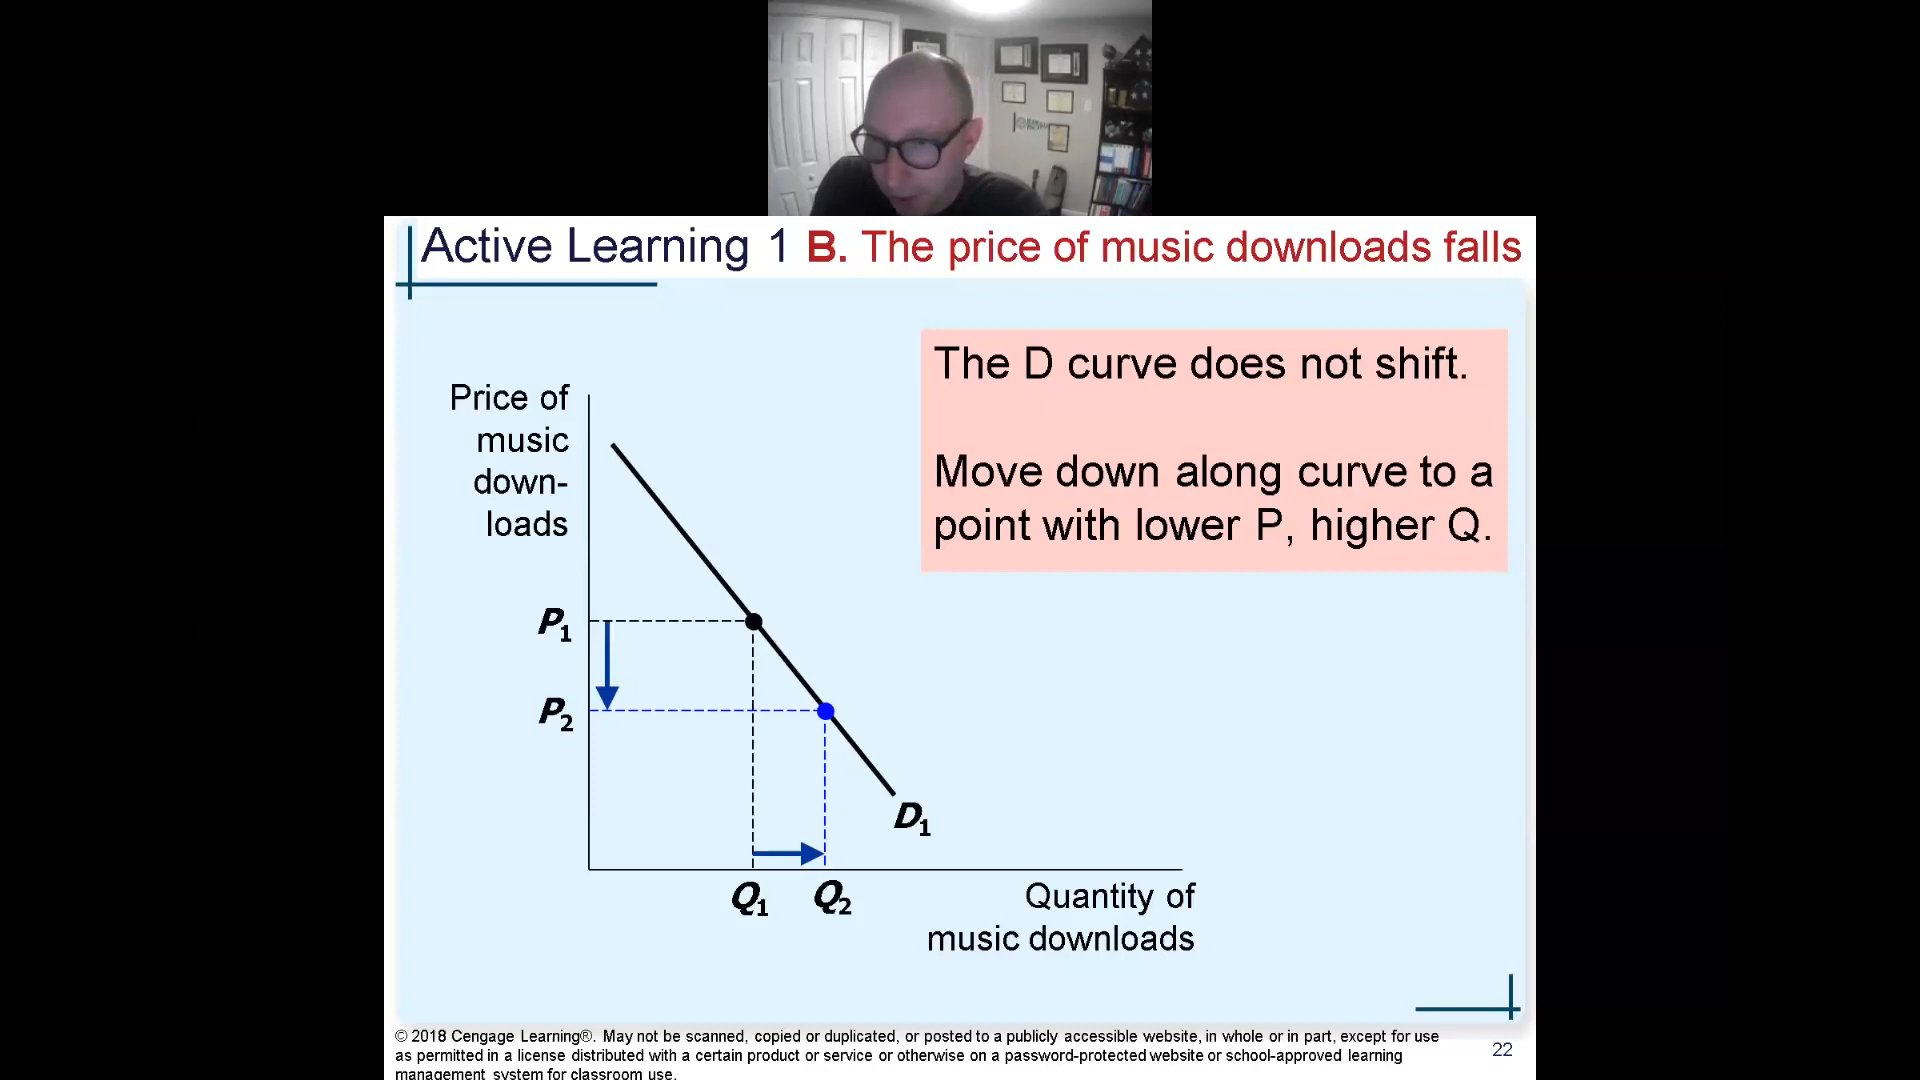 Active Learning 1 B. The price of music downloads falls
The D curve does not shift.
Move down along curve to a
point with lower P, higher Q.
Price of
music
down-
loads
P1
P2
D1
Q1 Q2
Quantity of
music downloads
© 2018 Cengage Learning®. May not be scanned, copied or duplicated, or posted to a publicly accessible website, in whole or in part, except for use
as permitted in a license distributed with a certain product or service or otherwise on a password-protected website or school-approved learning
management system for classroom use.
22